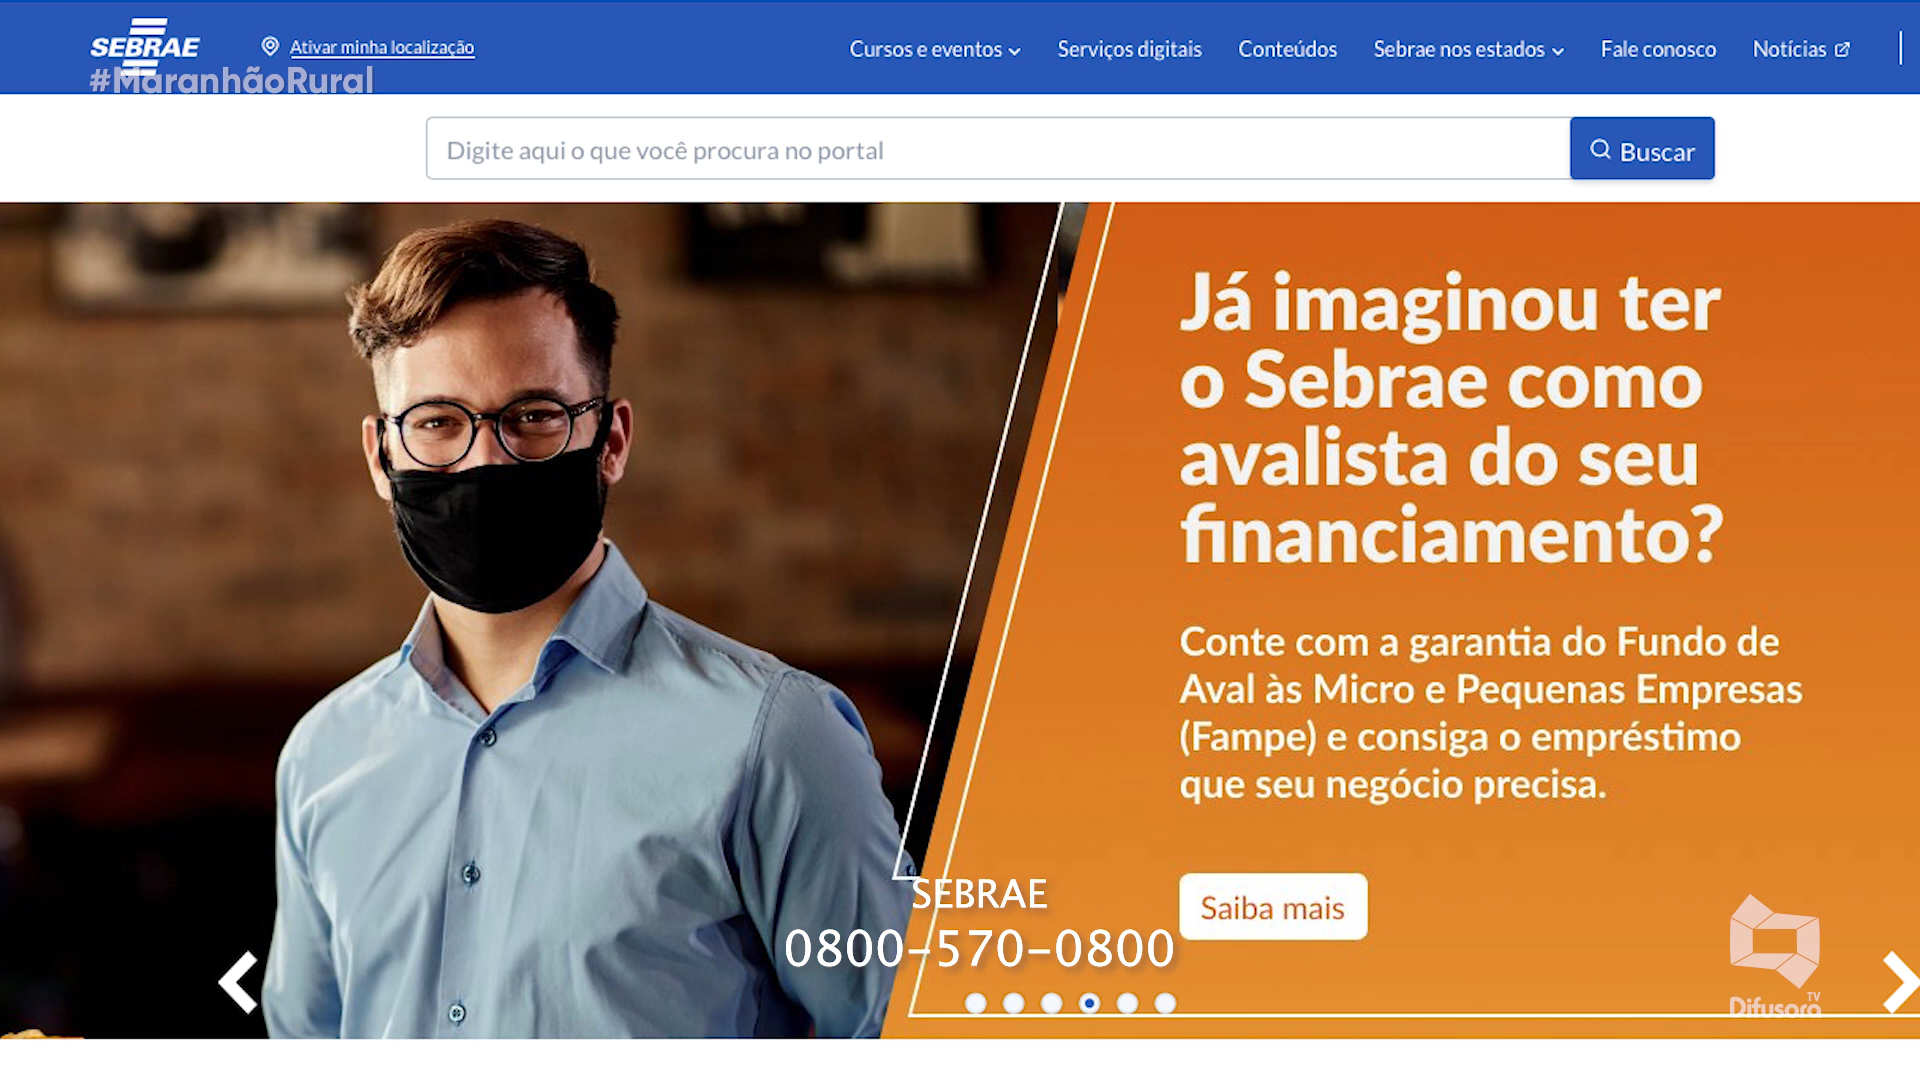 SEBRAE
Ativar minha localização
Cursos e eventos
Serviços digitais
Conteúdos
Sebrae nos estados
Fale conosco
Notícias
#MaranhãoRural
Digite aqui o que você procura no portal
Buscar
Já imaginou ter
o Sebrae como
avalista do seu
financiamento?
Conte com a garantia do Fundo de
Aval às Micro e Pequenas Empresas
(Fampe) e consiga o empréstimo
que seu negócio precisa.
Saiba mais
SEBRAE
0800-570-0800
TV
Difusora